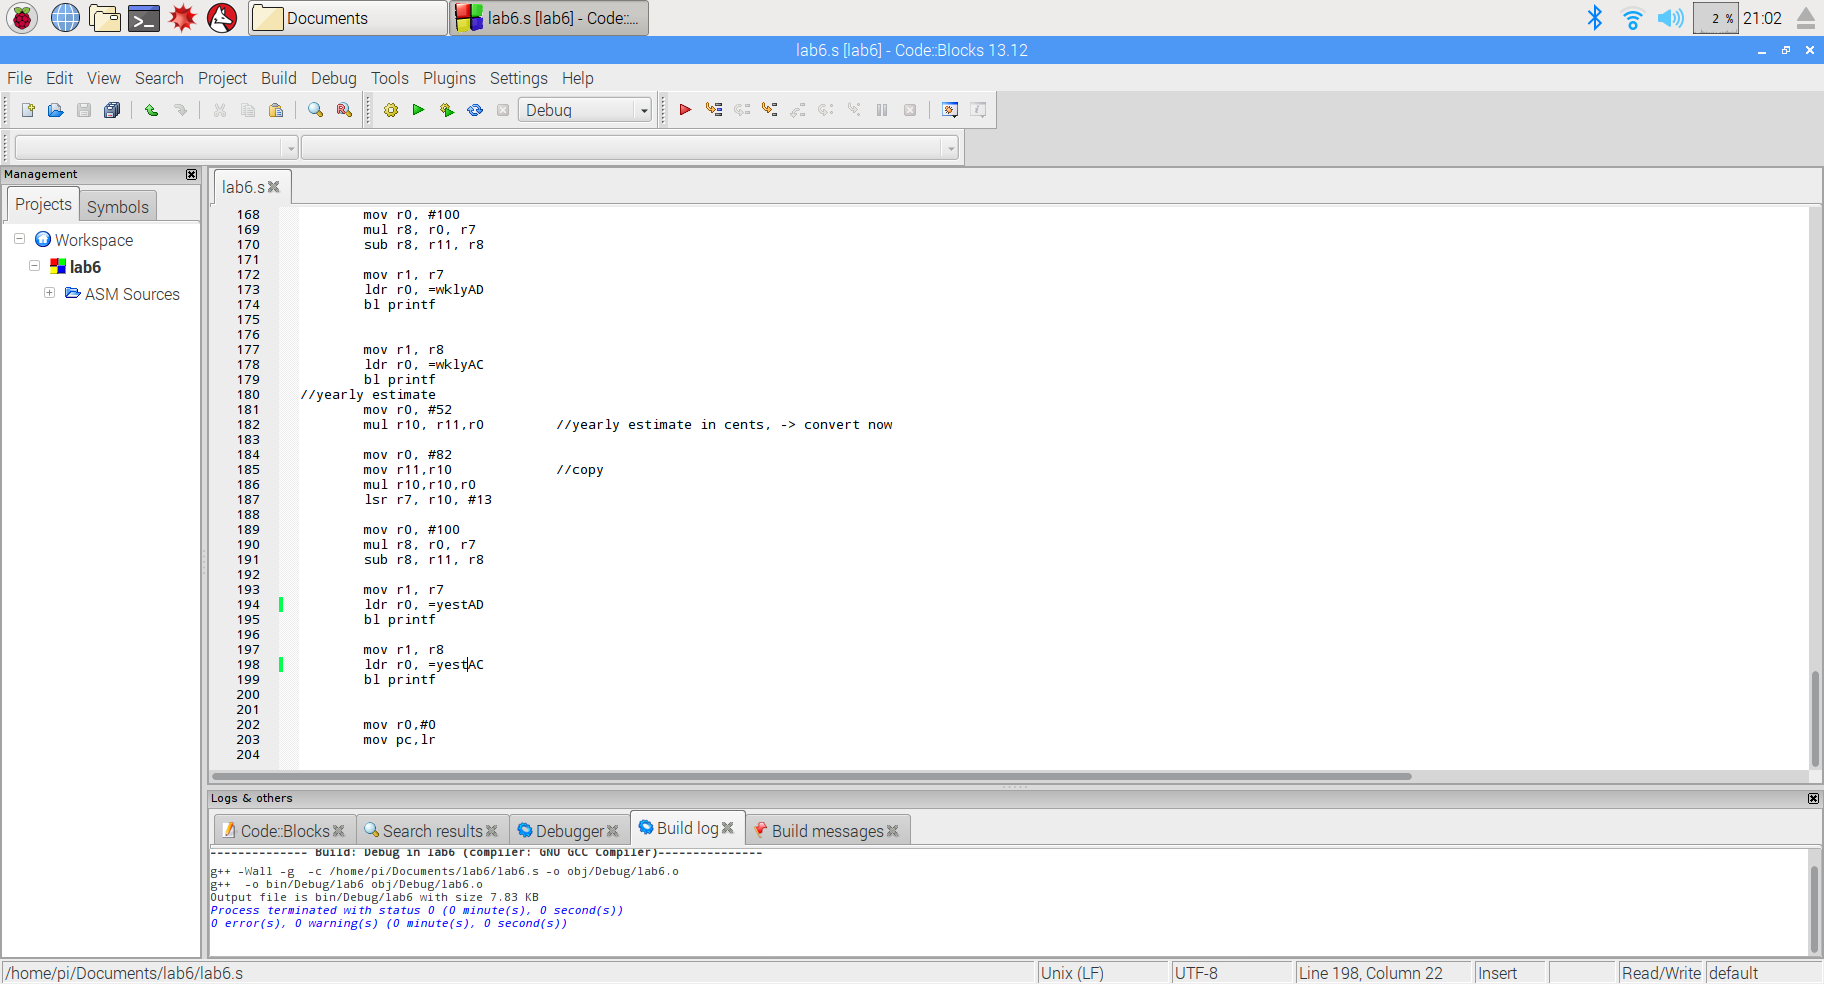 Documents
lab6.s [lab6] - Code::...
2 %
21:02
lab6.s [lab6] - Code::Blocks 13.12
File Edit View Search Project Build Debug Tools Plugins Settings Help
Debug
Management
Projects
Symbols
Workspace
lab6
ASM Sources
lab6.s
168 mov r0, #100
169 mul r8, r0, r7
170 sub r8, r11, r8
171
172 mov r1, r7
173 ldr r0, =wklyAD
174 bl printf
175
176
177 mov r1, r8
178 ldr r0, =wklyAC
179 bl printf
180 //yearly estimate
181 mov r0, #52
182 mul r10, r11,r0 //yearly estimate in cents, -> convert now
183
184 mov r0, #82
185 mov r11,r10 //copy
186 mul r10,r10,r0
187 lsr r7, r10, #13
188
189 mov r0, #100
190 mul r8, r0, r7
191 sub r8, r11, r8
192
193 mov r1, r7
194 ldr r0, =yestAD
195 bl printf
196
197 mov r1, r8
198 ldr r0, =yestAC
199 bl printf
200
201
202 mov r0,#0
203 mov pc,lr
204
Logs & others
Code::Blocks
Search results
Debugger
Build log
Build messages
-------------- Build: Debug in lab6 (compiler: GNU GCC Compiler)---------------
g++ -Wall -g  -c /home/pi/Documents/lab6/lab6.s -o obj/Debug/lab6.o
g++  -o bin/Debug/lab6 obj/Debug/lab6.o
Output file is bin/Debug/lab6 with size 7.83 KB
Process terminated with status 0 (0 minute(s), 0 second(s))
0 error(s), 0 warning(s) (0 minute(s), 0 second(s))
/home/pi/Documents/lab6/lab6.s
Unix (LF)
UTF-8
Line 198, Column 22
Insert
Read/Write
default